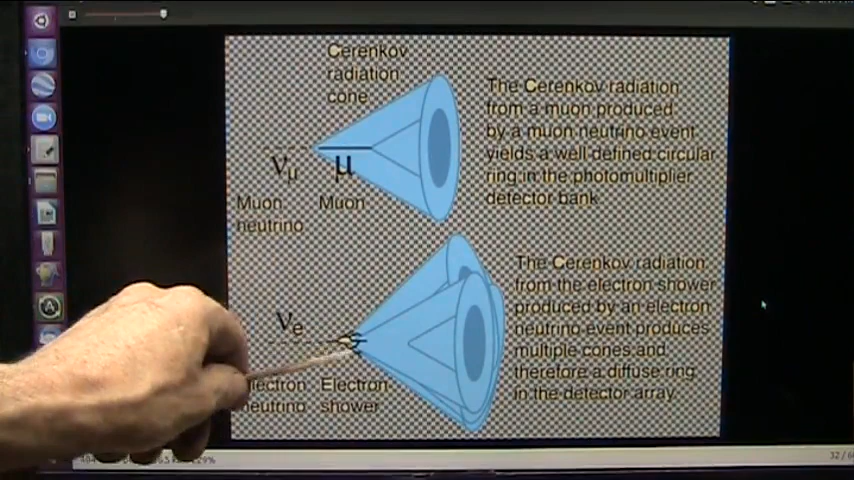 Cerenkov
radiation
cone
The Cerenkov radiation
from a muon produced
by a muon neutrino event
yields a well defined circular
ring in the photomultiplier
detector bank.
νμ
μ
Muon
neutrino
Muon
The Cerenkov radiation
from the electron shower
produced by an electron
neutrino event produces
multiple cones and
therefore a diffuse ring
in the detector array.
νe
Electron
neutrino
Electron
shower